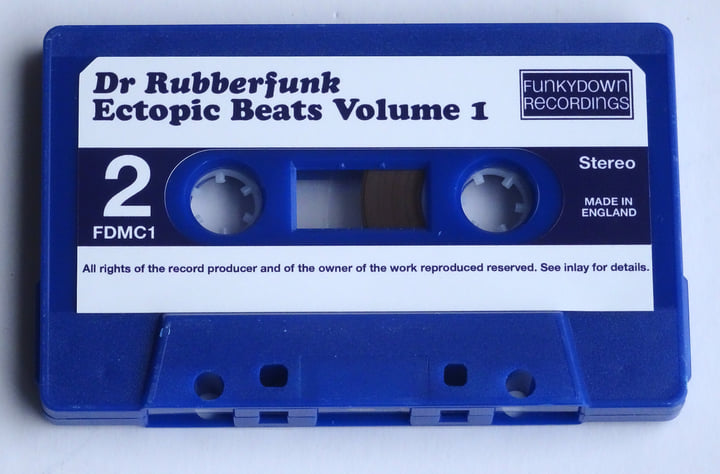 Dr Rubberfunk
Ectopic Beats Volume 1
FUNKYDOWN
RECORDINGS
2
FDMC1
Stereo
MADE IN
ENGLAND
All rights of the record producer and of the owner of the work reproduced reserved. See inlay for details.